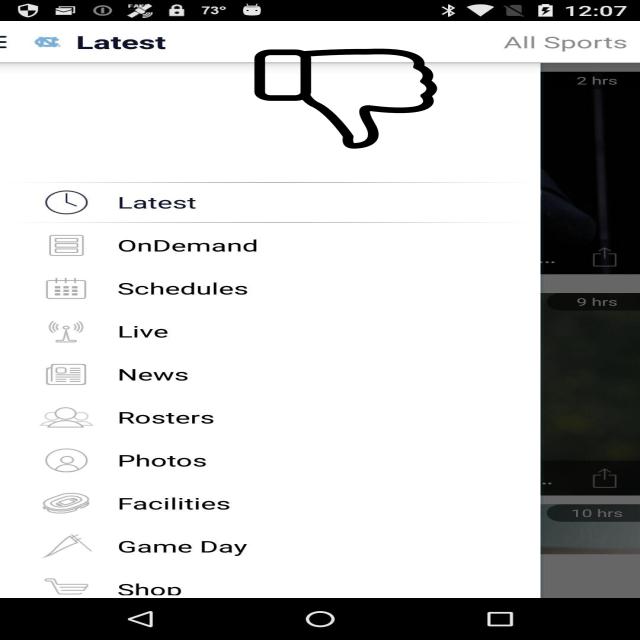 73° 12:07
Latest All Sports
2 hrs
Latest
OnDemand
Schedules
Live
9 hrs
News
Rosters
Photos
Facilities
10 hrs
Game Day
Shop